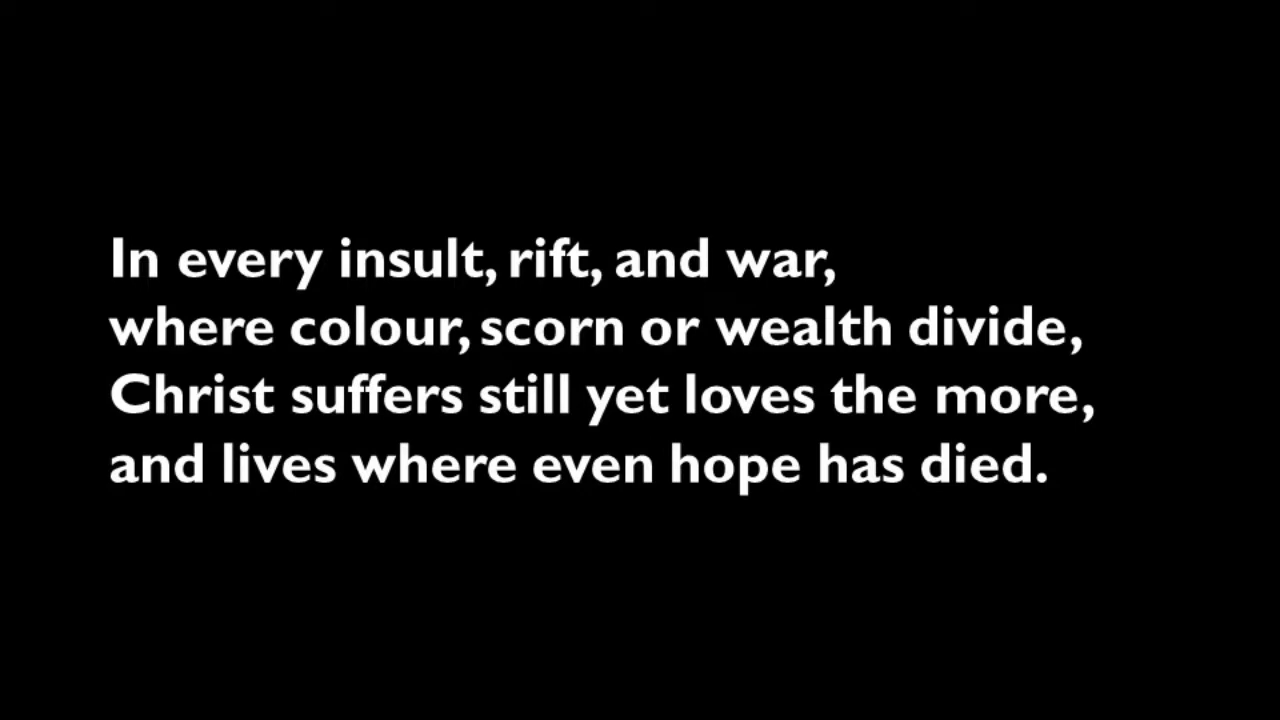 In every insult, rift, and war,
where colour, scorn or wealth divide,
Christ suffers still yet loves the more,
and lives where even hope has died.